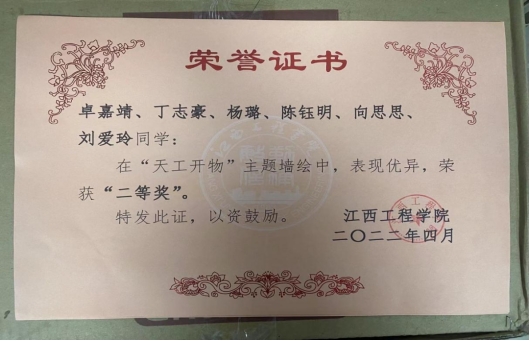 荣誉证书
卓嘉靖、丁志豪、杨璐、陈钰明、向思思、
刘爱玲同学：
在“天工开物”主题墙绘中，表现优异，荣
获“二等奖”。
特发此证，以资鼓励。
江西工程学院
二〇二二年四月